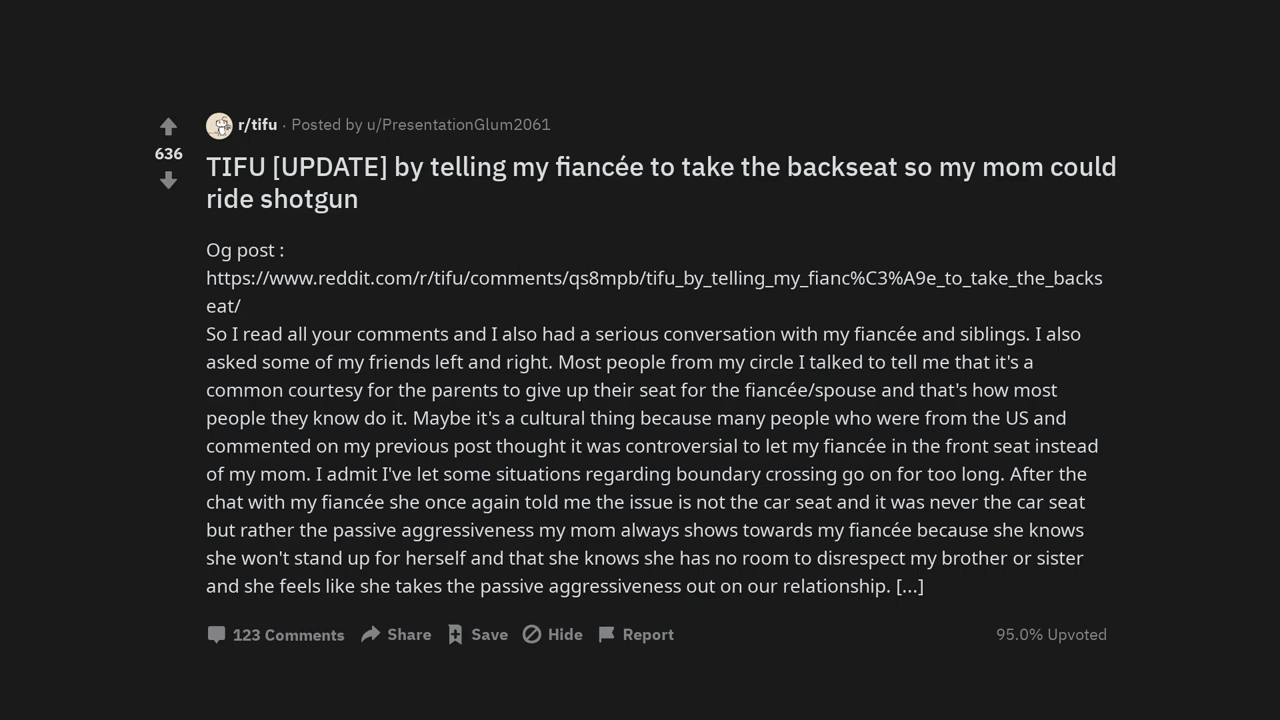 r/tifu · Posted by u/PresentationGlum2061
636
TIFU [UPDATE] by telling my fiancée to take the backseat so my mom could
ride shotgun
Og post :
https://www.reddit.com/r/tifu/comments/qs8mpb/tifu_by_telling_my_fianc%C3%A9e_to_take_the_backs
eat/
So I read all your comments and I also had a serious conversation with my fiancée and siblings. I also
asked some of my friends left and right. Most people from my circle I talked to tell me that it's a
common courtesy for the parents to give up their seat for the fiancée/spouse and that's how most
people they know do it. Maybe it's a cultural thing because many people who were from the US and
commented on my previous post thought it was controversial to let my fiancée in the front seat instead
of my mom. I admit I've let some situations regarding boundary crossing go on for too long. After the
chat with my fiancée she once again told me the issue is not the car seat and it was never the car seat
but rather the passive aggressiveness my mom always shows towards my fiancée because she knows
she won't stand up for herself and that she knows she has no room to disrespect my brother or sister
and she feels like she takes the passive aggressiveness out on our relationship. [...]
123 Comments Share Save Hide Report 95.0% Upvoted